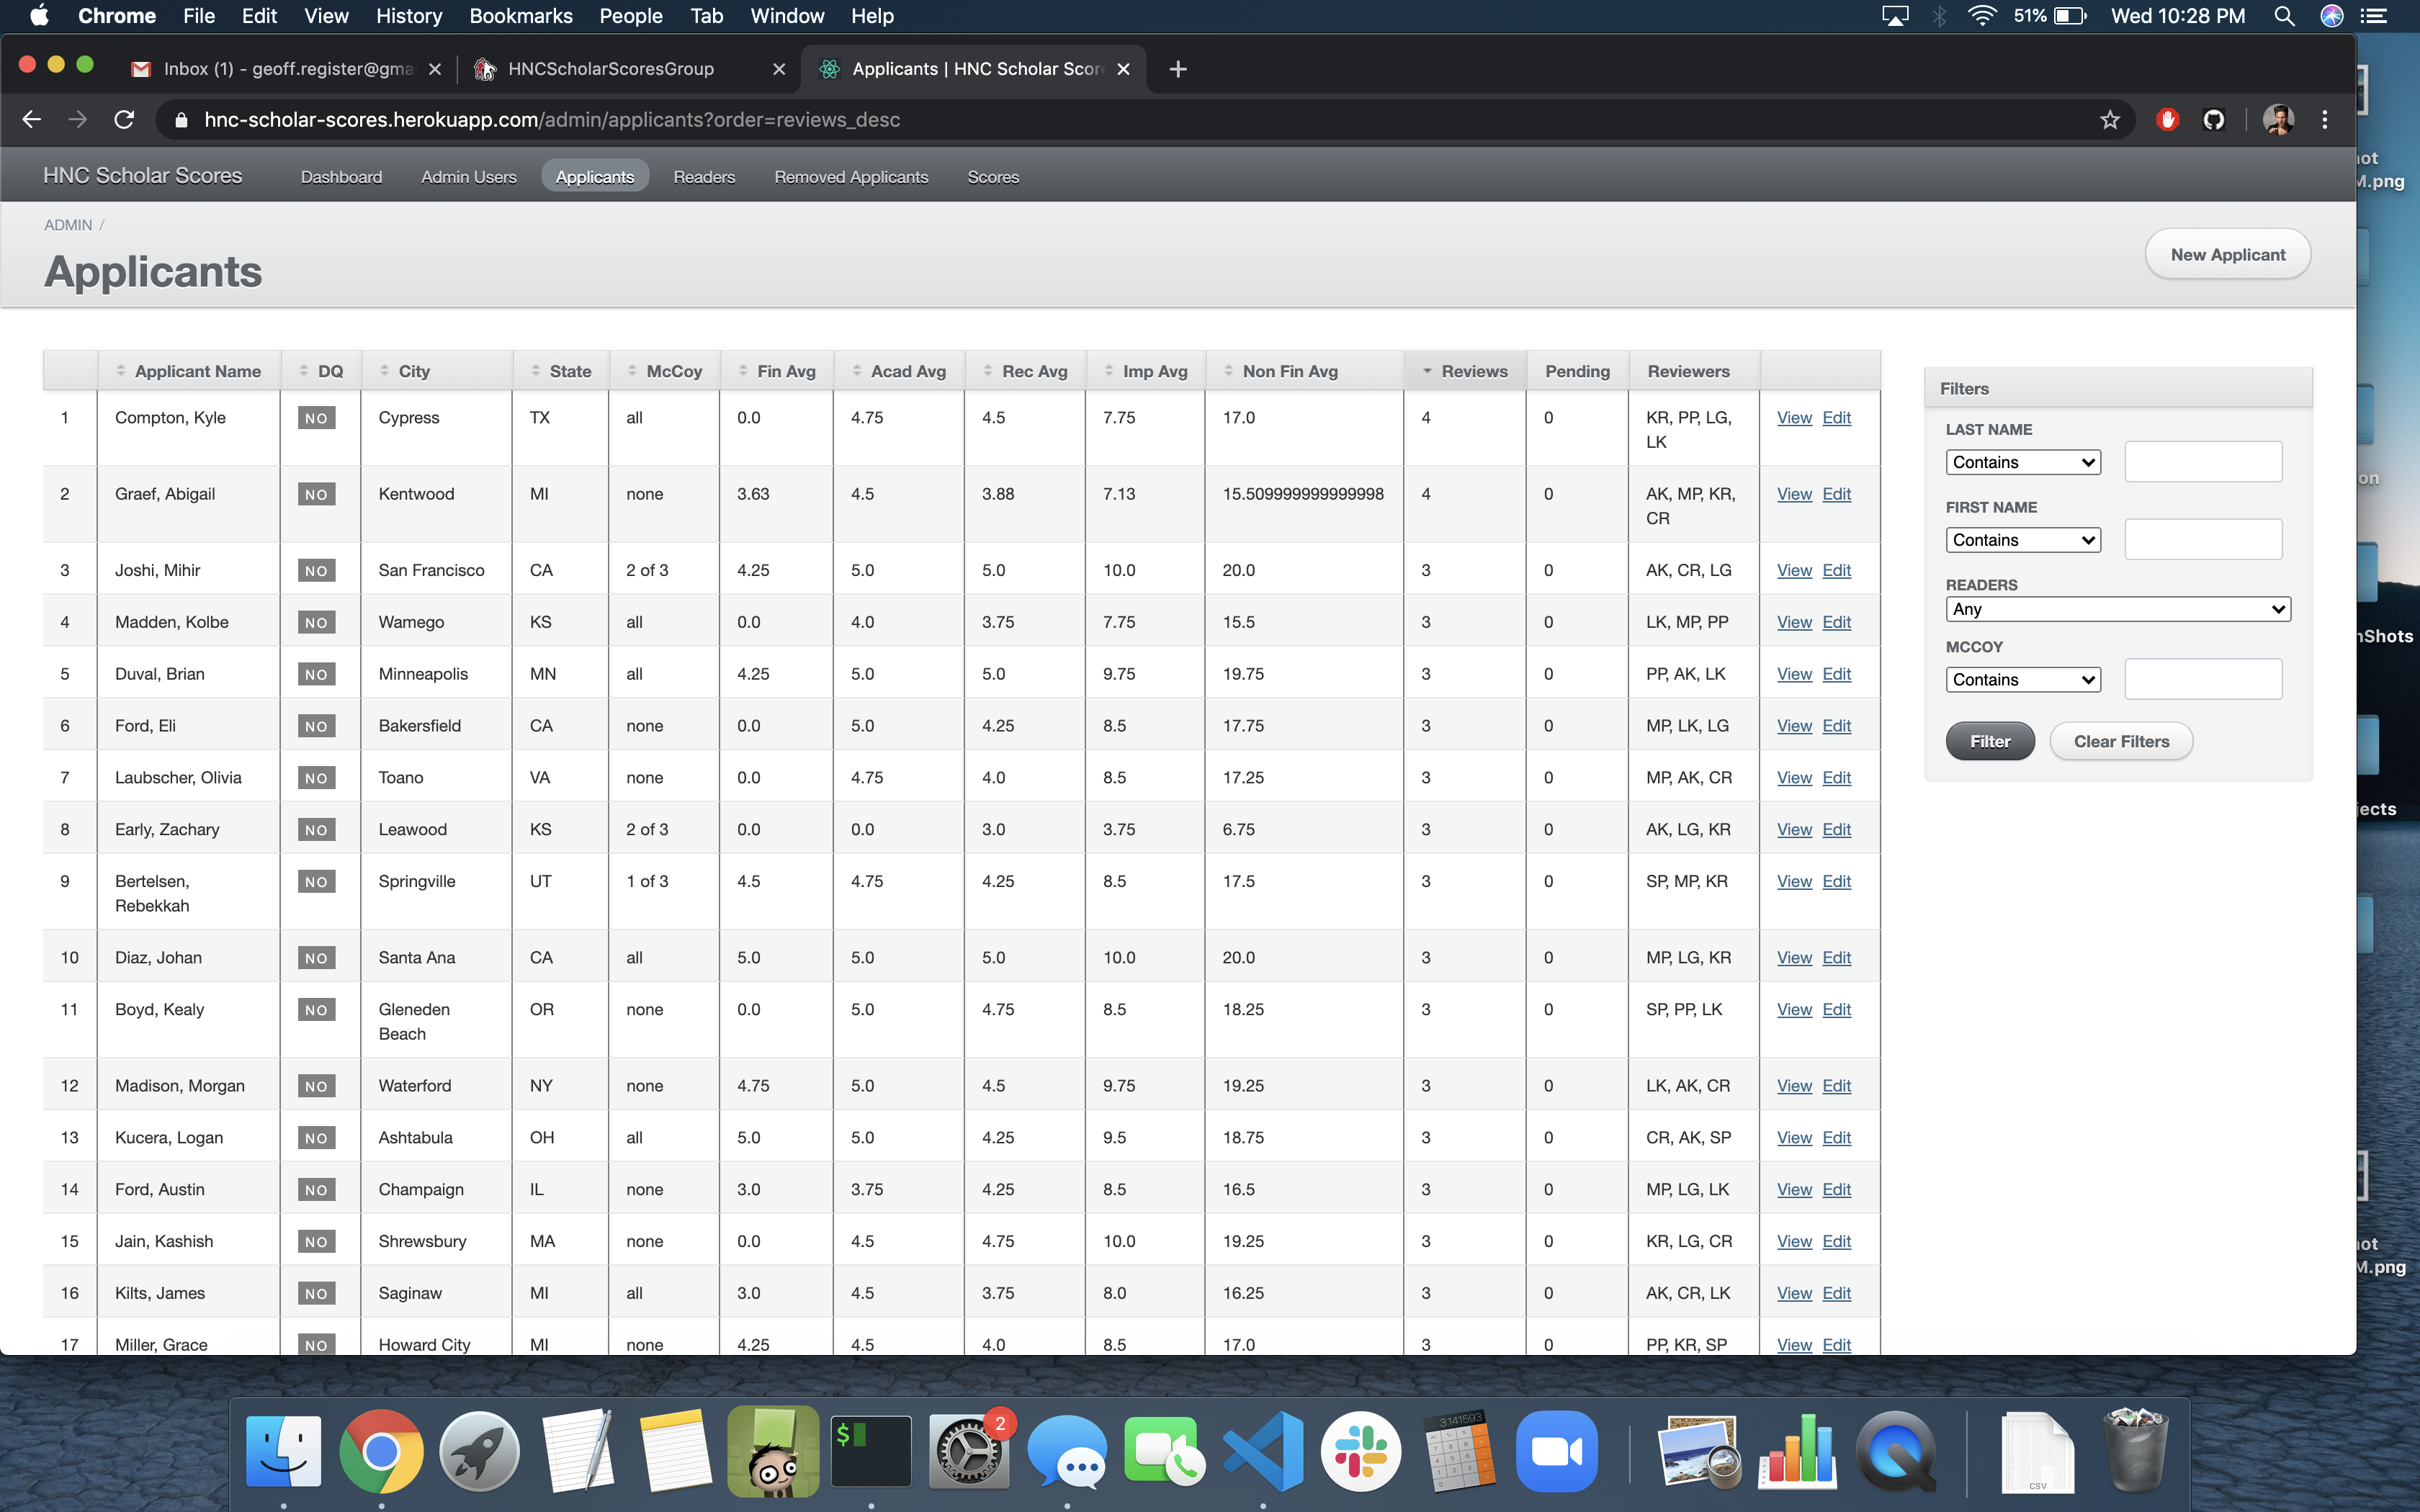 Chrome File Edit View History Bookmarks People Tab Window Help 51% Wed 10:28 PM
Inbox (1) - geoff.register@gma HNCScholarScoresGroup Applicants | HNC Scholar Scor
hnc-scholar-scores.herokuapp.com/admin/applicants?order=reviews_desc
HNC Scholar Scores Dashboard Admin Users Applicants Readers Removed Applicants Scores
ADMIN /
Applicants
New Applicant
Applicant Name DQ City State McCoy Fin Avg Acad Avg Rec Avg Imp Avg Non Fin Avg Reviews Pending Reviewers
1 Compton, Kyle NO Cypress TX all 0.0 4.75 4.5 7.75 17.0 4 0 KR, PP, LG, View Edit
LK
2 Graef, Abigail NO Kentwood MI none 3.63 4.5 3.88 7.13 15.509999999999998 4 0 AK, MP, KR, View Edit
CR
3 Joshi, Mihir NO San Francisco CA 2 of 3 4.25 5.0 5.0 10.0 20.0 3 0 AK, CR, LG View Edit
4 Madden, Kolbe NO Wamego KS all 0.0 4.0 3.75 7.75 15.5 3 0 LK, MP, PP View Edit
5 Duval, Brian NO Minneapolis MN all 4.25 5.0 5.0 9.75 19.75 3 0 PP, AK, LK View Edit
6 Ford, Eli NO Bakersfield CA none 0.0 5.0 4.25 8.5 17.75 3 0 MP, LK, LG View Edit
7 Laubscher, Olivia NO Toano VA none 0.0 4.75 4.0 8.5 17.25 3 0 MP, AK, CR View Edit
8 Early, Zachary NO Leawood KS 2 of 3 0.0 0.0 3.0 3.75 6.75 3 0 AK, LG, KR View Edit
9 Bertelsen, NO Springville UT 1 of 3 4.5 4.75 4.25 8.5 17.5 3 0 SP, MP, KR View Edit
Rebekkah
10 Diaz, Johan NO Santa Ana CA all 5.0 5.0 5.0 10.0 20.0 3 0 MP, LG, KR View Edit
11 Boyd, Kealy NO Gleneden OR none 0.0 5.0 4.75 8.5 18.25 3 0 SP, PP, LK View Edit
Beach
12 Madison, Morgan NO Waterford NY none 4.75 5.0 4.5 9.75 19.25 3 0 LK, AK, CR View Edit
13 Kucera, Logan NO Ashtabula OH all 5.0 5.0 4.25 9.5 18.75 3 0 CR, AK, SP View Edit
14 Ford, Austin NO Champaign IL none 3.0 3.75 4.25 8.5 16.5 3 0 MP, LG, LK View Edit
15 Jain, Kashish NO Shrewsbury MA none 0.0 4.5 4.75 10.0 19.25 3 0 KR, LG, CR View Edit
16 Kilts, James NO Saginaw MI all 3.0 4.5 3.75 8.0 16.25 3 0 AK, CR, LK View Edit
17 Miller, Grace NO Howard City MI none 4.25 4.5 4.0 8.5 17.0 3 0 PP, KR, SP View Edit
Filters
LAST NAME
Contains
FIRST NAME
Contains
READERS
Any
MCCOY
Contains
Filter Clear Filters
ot
M.png
on
nShots
jects
ot
M.png
$
2
3.141593
CSV